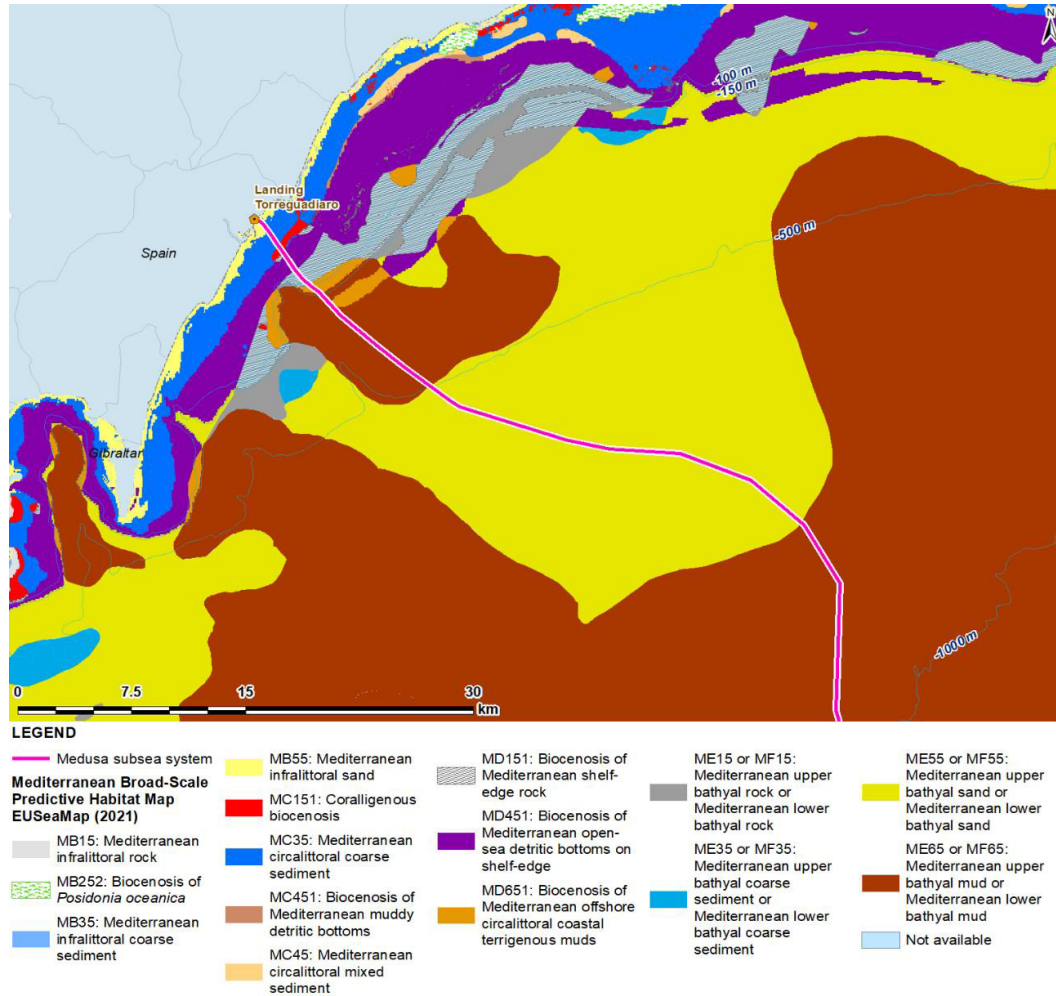 N
-100 m
-150 m
Landing
Torreguadiaro
Spain
-500 m
Gibraltar
-1000 m
0
7.5
15
30
km
LEGEND
Medusa subsea system
Mediterranean Broad-Scale
Predictive Habitat Map
EUSeaMap (2021)
MB15: Mediterranean
infralittoral rock
MB252: Biocenosis of
Posidonia oceanica
MB35: Mediterranean
infralittoral coarse
sediment
MB55: Mediterranean
infralittoral sand
MC151: Coralligenous
biocenosis
MC35: Mediterranean
circalittoral coarse
sediment
MC451: Biocenosis of
Mediterranean muddy
detritic bottoms
MC45: Mediterranean
circalittoral mixed
sediment
MD151: Biocenosis of
Mediterranean shelf-
edge rock
MD451: Biocenosis of
Mediterranean open-
sea detritic bottoms on
shelf-edge
MD651: Biocenosis of
Mediterranean offshore
circalittoral coastal
terrigenous muds
ME15 or MF15:
Mediterranean upper
bathyal rock or
Mediterranean lower
bathyal rock
ME35 or MF35:
Mediterranean upper
bathyal coarse
sediment or
Mediterranean lower
bathyal coarse
sediment
ME55 or MF55:
Mediterranean upper
bathyal sand or
Mediterranean lower
bathyal sand
ME65 or MF65:
Mediterranean upper
bathyal mud or
Mediterranean lower
bathyal mud
Not available